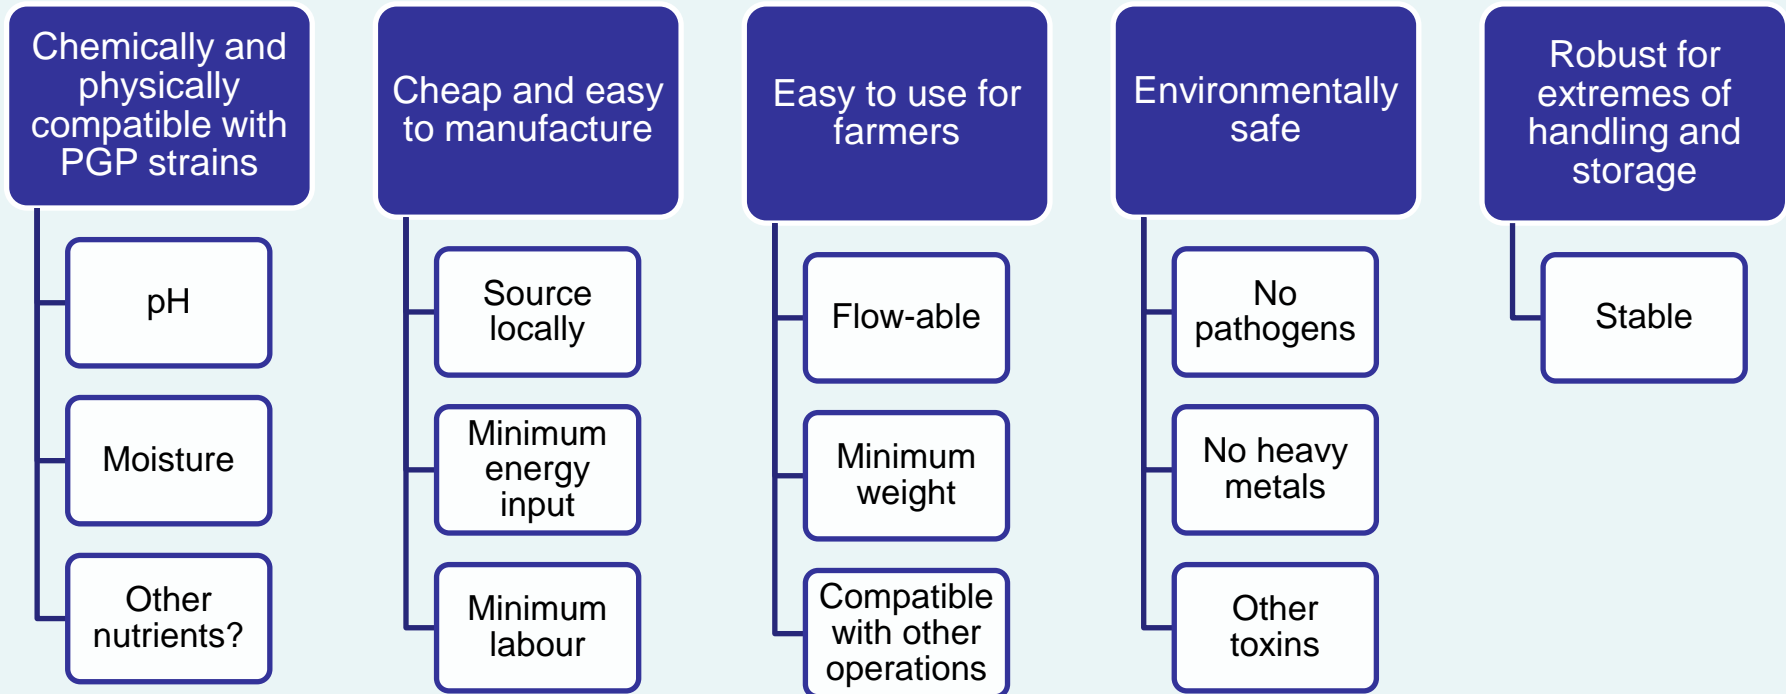 Chemically and
physically
compatible with
PGP strains
pH
Moisture
Other
nutrients?
Cheap and easy
to manufacture
Source
locally
Minimum
energy
input
Minimum
labour
Easy to use for
farmers
Flow-able
Minimum
weight
Compatible
with other
operations
Environmentally
safe
No
pathogens
No heavy
metals
Other
toxins
Robust for
extremes of
handling and
storage
Stable